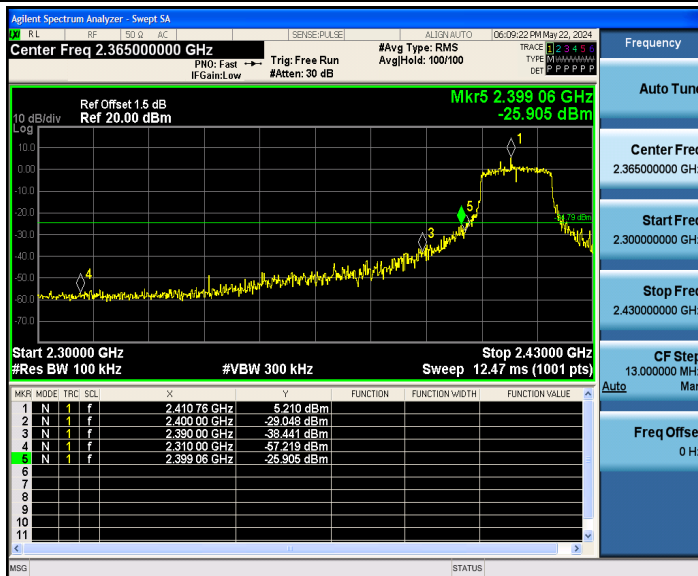 Agilent Spectrum Analyzer - Swept SA
LXI RL RF 50 Ω AC SENSE:PULSE ALIGN AUTO 06:09:22 PM May 22, 2024
Center Freq 2.365000000 GHz
PNO: Fast
IFGain:Low
Trig: Free Run
#Atten: 30 dB
#Avg Type: RMS
Avg|Hold: 100/100
TRACE 1 2 3 4 5 6
TYPE M W W W W W
DET P P P P P P
Ref Offset 1.5 dB
Ref 20.00 dBm
10 dB/div
Log
Mkr5 2.399 06 GHz
-25.905 dBm
10.0
0.00
-10.0
-20.0
-30.0
-40.0
-50.0
-60.0
-70.0
1
5
3
4
Start 2.30000 GHz
Stop 2.43000 GHz
#Res BW 100 kHz
#VBW 300 kHz
Sweep 12.47 ms (1001 pts)
MKR MODE TRC SCL X Y FUNCTION FUNCTION WIDTH FUNCTION VALUE
1 N 1 f 2.410 76 GHz 5.210 dBm
2 N 1 f 2.400 00 GHz -29.048 dBm
3 N 1 f 2.390 00 GHz -38.441 dBm
4 N 1 f 2.310 00 GHz -57.219 dBm
5 N 1 f 2.399 06 GHz -25.905 dBm
6
7
8
9
10
11
MSG
STATUS
Frequency
Auto Tune
Center Freq
2.365000000 GHz
Start Freq
2.300000000 GHz
Stop Freq
2.430000000 GHz
CF Step
13.000000 MHz
Auto Man
Freq Offset
0 Hz